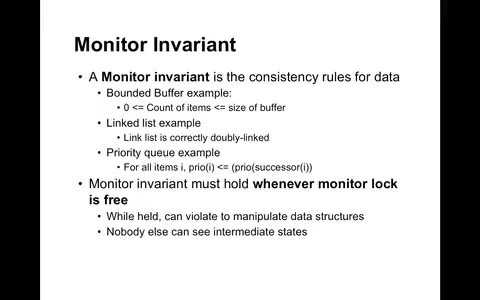 Monitor Invariant
• A Monitor invariant is the consistency rules for data
• Bounded Buffer example:
• 0 <= Count of items <= size of buffer
• Linked list example
• Link list is correctly doubly-linked
• Priority queue example
• For all items i, prio(i) <= (prio(successor(i))
• Monitor invariant must hold whenever monitor lock
is free
• While held, can violate to manipulate data structures
• Nobody else can see intermediate states